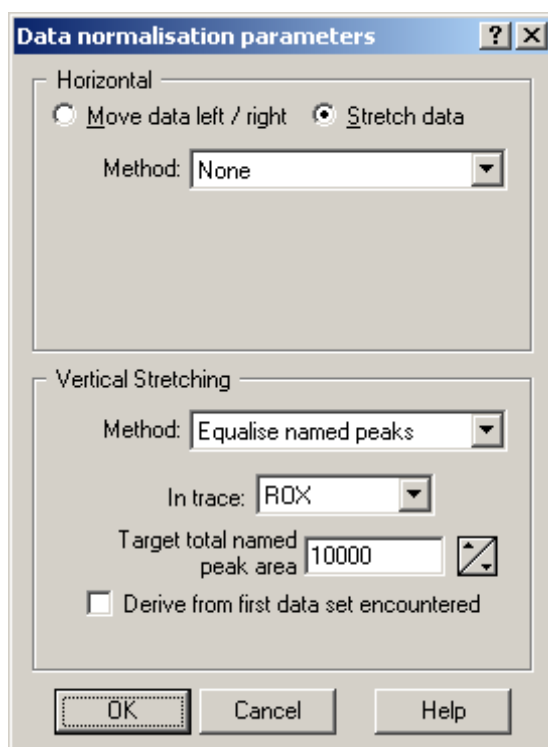 Data normalisation parameters
Horizontal
Move data left / right Stretch data
Method: None
Vertical Stretching
Method: Equalise named peaks
In trace: ROX
Target total named
peak area 10000
Derive from first data set encountered
OK Cancel Help